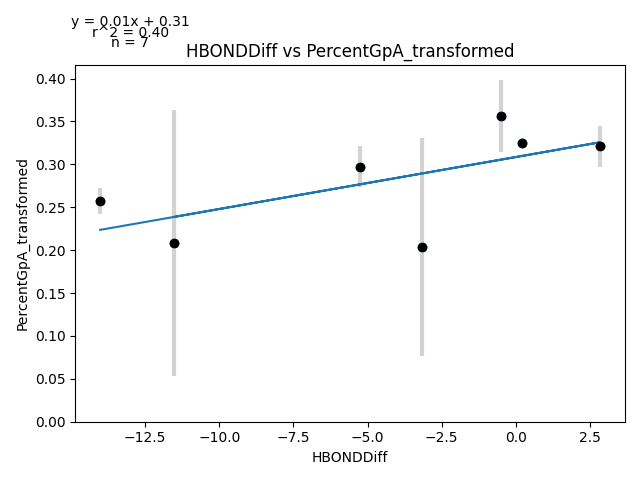 y = 0.01x + 0.31
r^2 = 0.40
n = 7
HBONDDiff vs PercentGpA_transformed
PercentGpA_transformed
0.40
0.35
0.30
0.25
0.20
0.15
0.10
0.05
0.00
−12.5 −10.0 −7.5 −5.0 −2.5 0.0 2.5
HBONDDiff